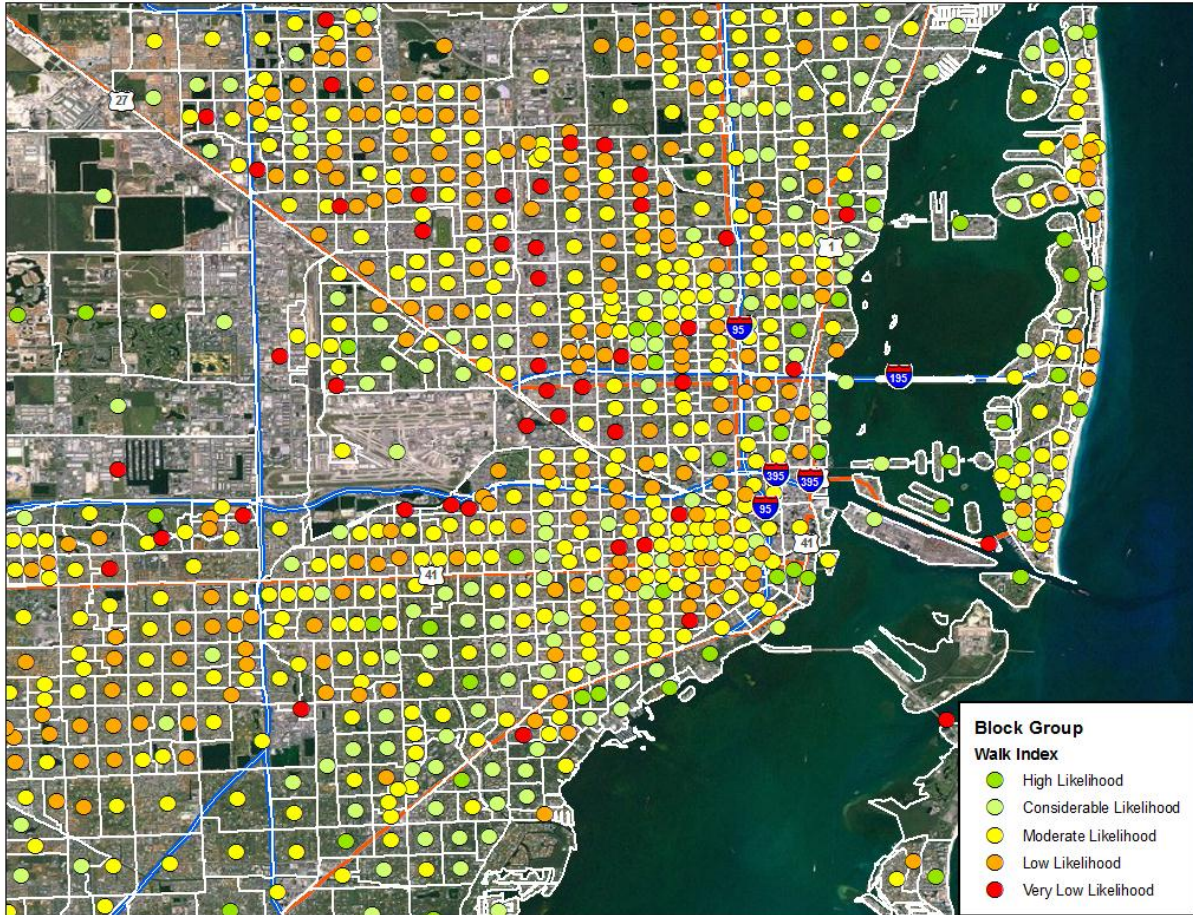 27
1
95
195
395
395
95
41
41
Block Group
Walk Index
High Likelihood
Considerable Likelihood
Moderate Likelihood
Low Likelihood
Very Low Likelihood